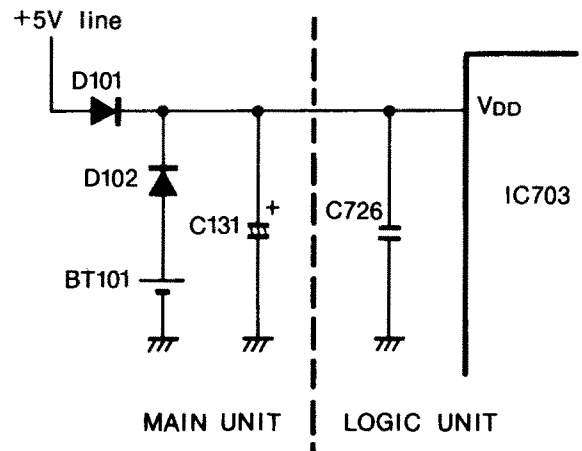 +5V line
D101
VDD
D102
IC703
C131
+
C726
BT101
MAIN UNIT
LOGIC UNIT